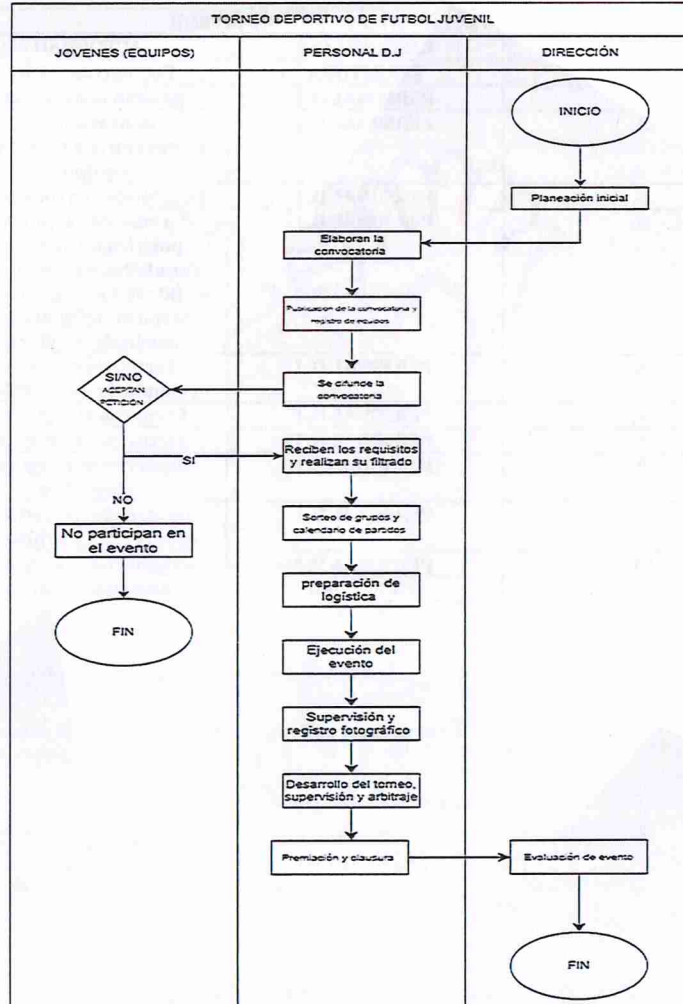 TORNEO DEPORTIVO DE FUTBOL JUVENIL
JOVENES (EQUIPOS)
PERSONAL D.J
DIRECCIÓN
INICIO
Planeación inicial
Elaboran la
convocatoria
Publicación de la convocatoria y
registro de equipos
Se difunde la
convocatoria
SI/NO
ACEPTAN
PETICIÓN
SI
Reciben los requisitos
y realizan su filtrado
NO
No participan en
el evento
FIN
Sorteo de grupos y
calendario de partidos
preparación de
logística
Ejecución del
evento
Supervisión y
registro fotográfico
Desarrollo del torneo,
supervisión y arbitraje
Premiación y clausura
Evaluación de evento
FIN